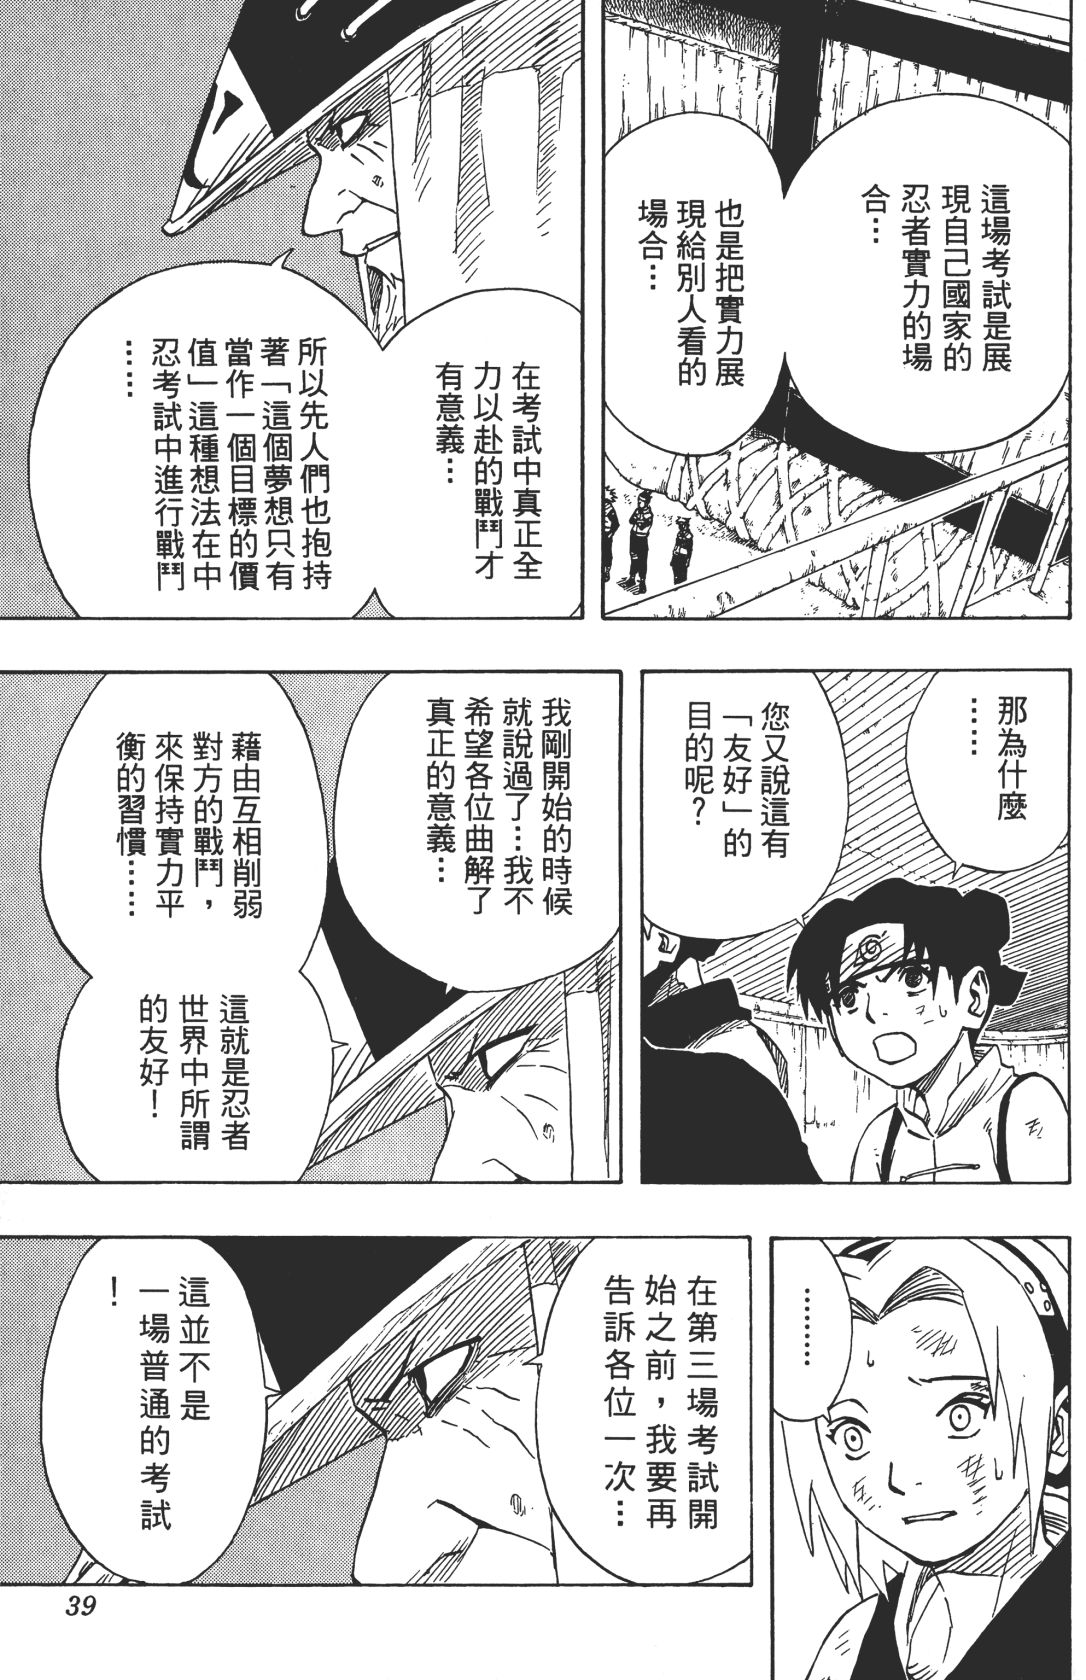 這場考試是展
現自己國家的
忍者實力的場
合…
也是把實力展
現給別人看的
場合…
在考試中真正全
力以赴的戰鬥才
有意義…
所以先人們也抱持
著「這個夢想只有
當作一個目標的價
值」這種想法在中
忍考試中進行戰鬥
……
那為什麼
……
您又說這有
「友好」的
目的呢？
我剛開始的時候
就說過了…我不
希望各位曲解了
真正的意義…
藉由互相削弱
對方的戰鬥，
來保持實力平
衡的習慣……
這就是忍者
世界中所謂
的友好！
………
在第三場考試開
始之前，我要再
告訴各位一次…
這並不是
一場普通的考試
！
39